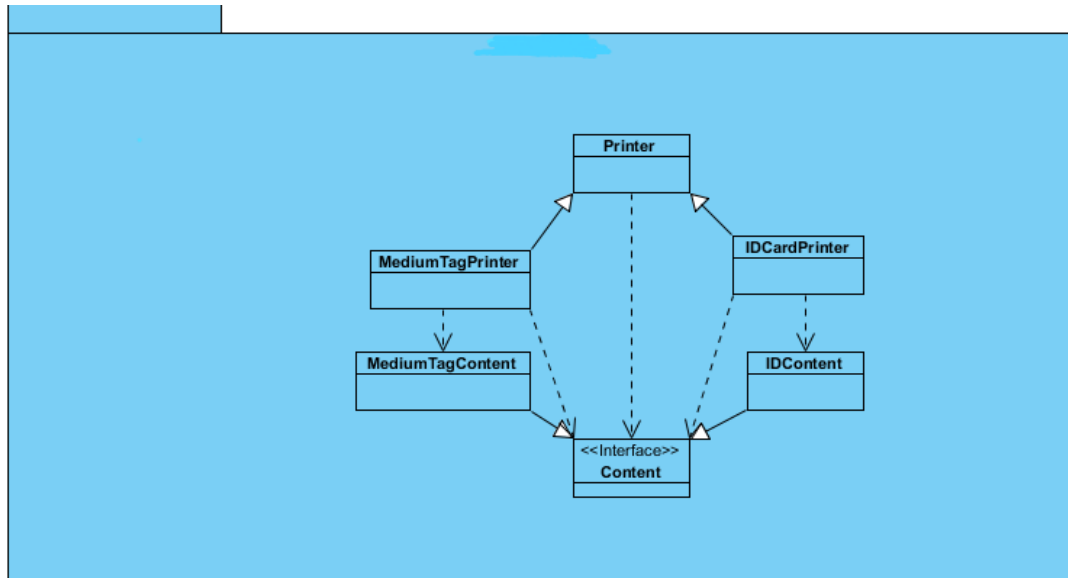 Printer
IDCardPrinter
MediumTagPrinter
MediumTagContent
IDContent
<<Interface>>
Content